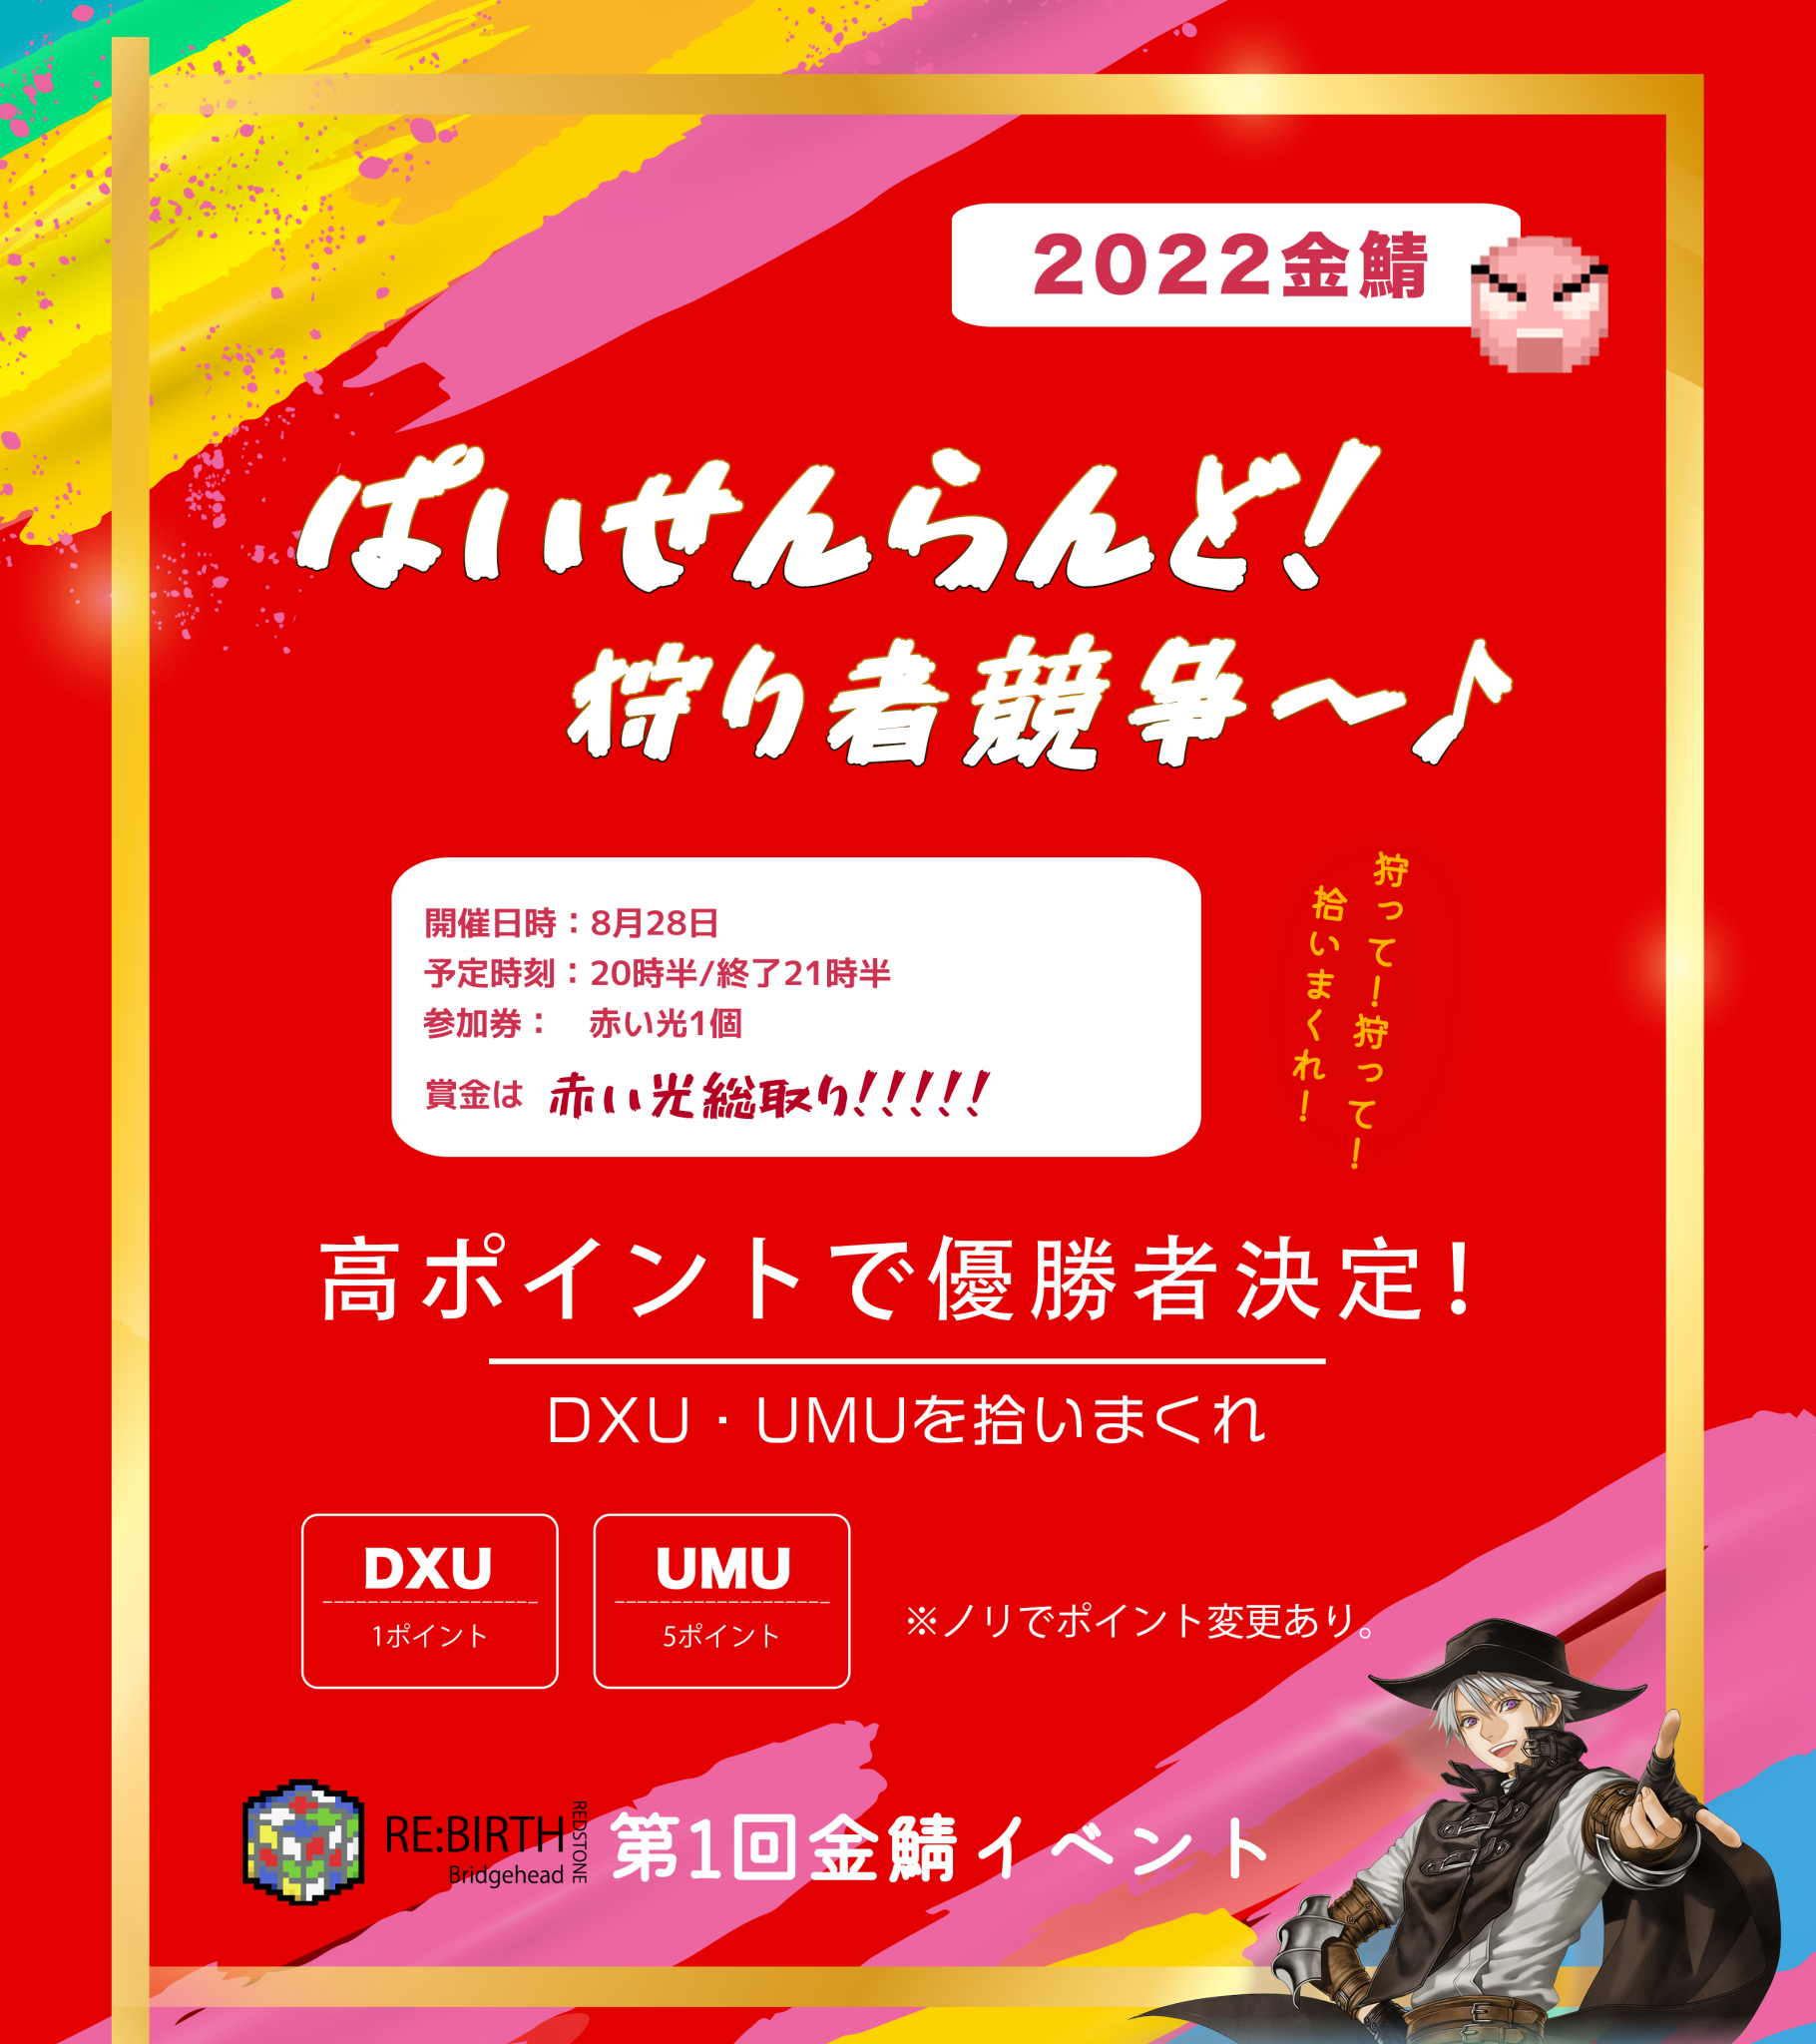 2022金鯖
ぱいせんらんど!
狩り者競争～♪
開催日時：8月28日
予定時刻：20時半/終了21時半
参加券：　赤い光1個
賞金は　赤い光総取り!!!!!
狩って!狩って!
拾いまくれ!
高ポイントで優勝者決定!
DXU・UMUを拾いまくれ
DXU
1ポイント
UMU
5ポイント
※ノリでポイント変更あり。
RE:BIRTH
REDSTONE
Bridgehead
第1回金鯖イベント